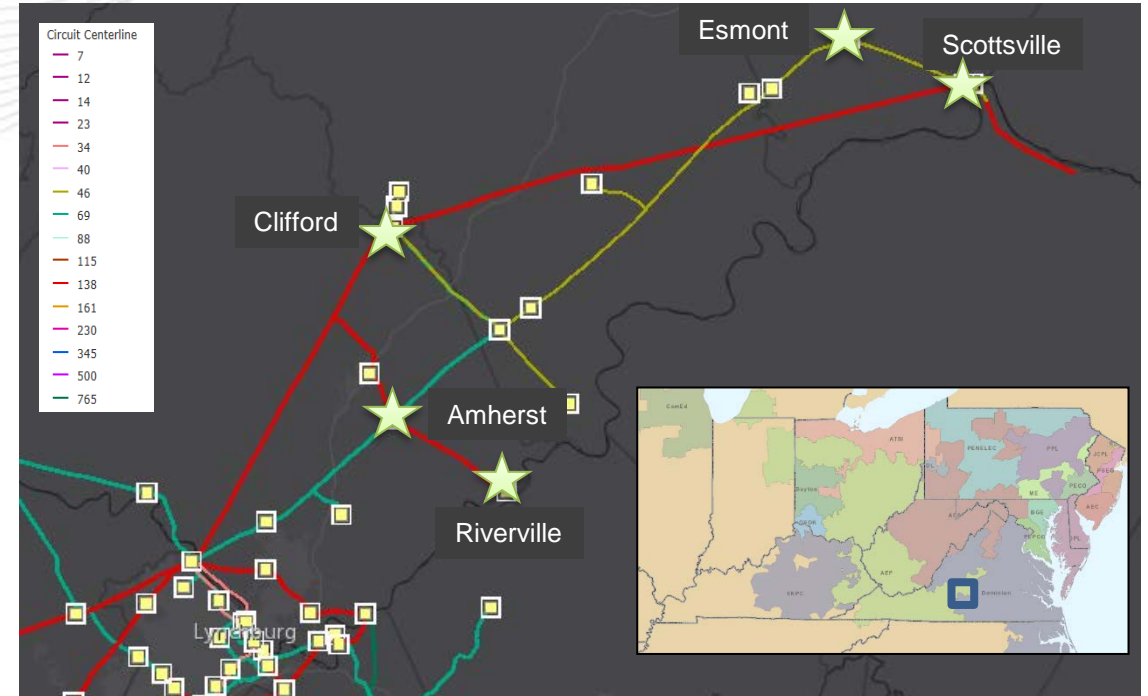 Circuit Centerline
7
12
14
23
34
40
46
69
88
115
138
161
230
345
500
765
Esmont
Scottsville
Clifford
Amherst
Riverville
Lynchburg
ComEd
ATSI
PENELEC
PPL
JCPL
PSEG
PECO
ME
AEC
Dayton
BGE
DPL
PEPCO
AEP
EKPC
Dominion